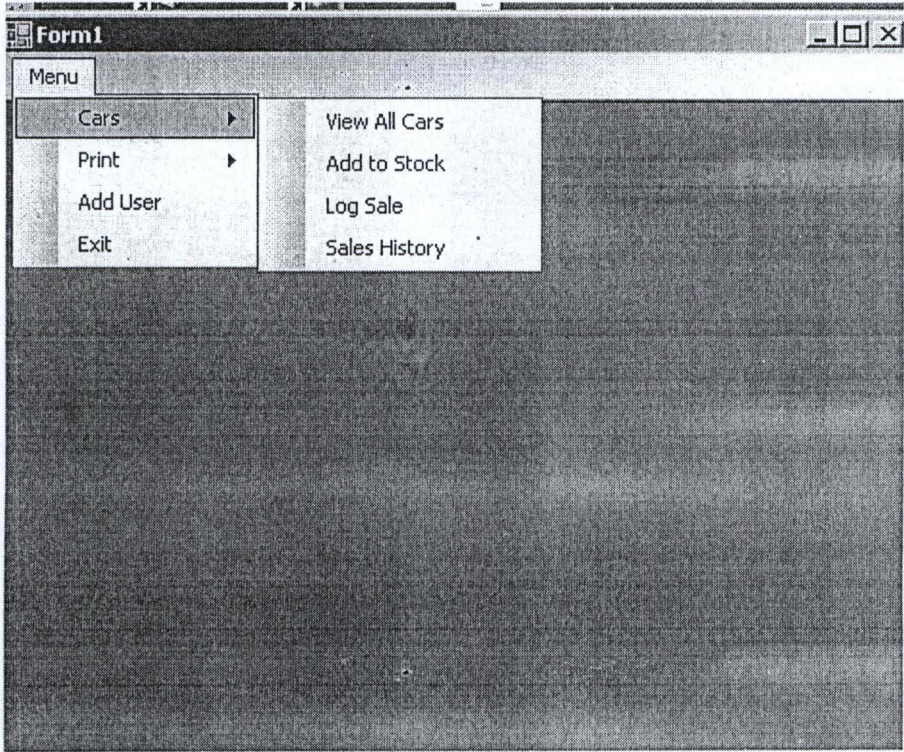 Form1
Menu
Cars
Print
Add User
Exit
View All Cars
Add to Stock
Log Sale
Sales History